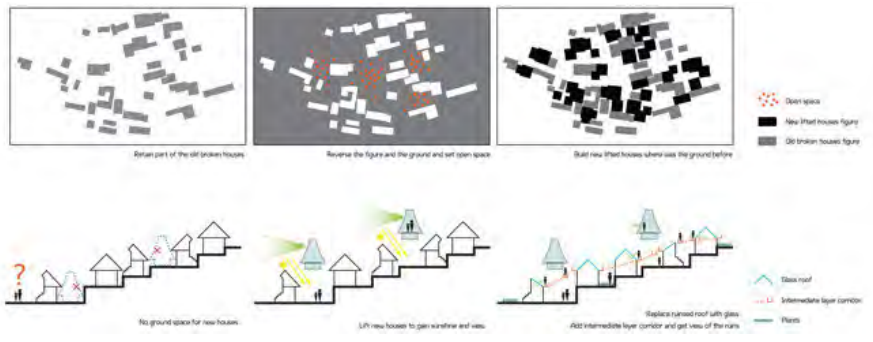 Retain part of the old broken houses
Reverse the figure and the ground and set open space
Build new lifted houses where was the ground before
Open space
New lifted houses figure
Old broken houses figure
?
No ground space for new houses
Lift new houses to gain sunshine and view
Replace ruined roof with glass
Add intermediate layer corridor and get view of the ruins
Glass roof
Intermediate layer corridor
Plants